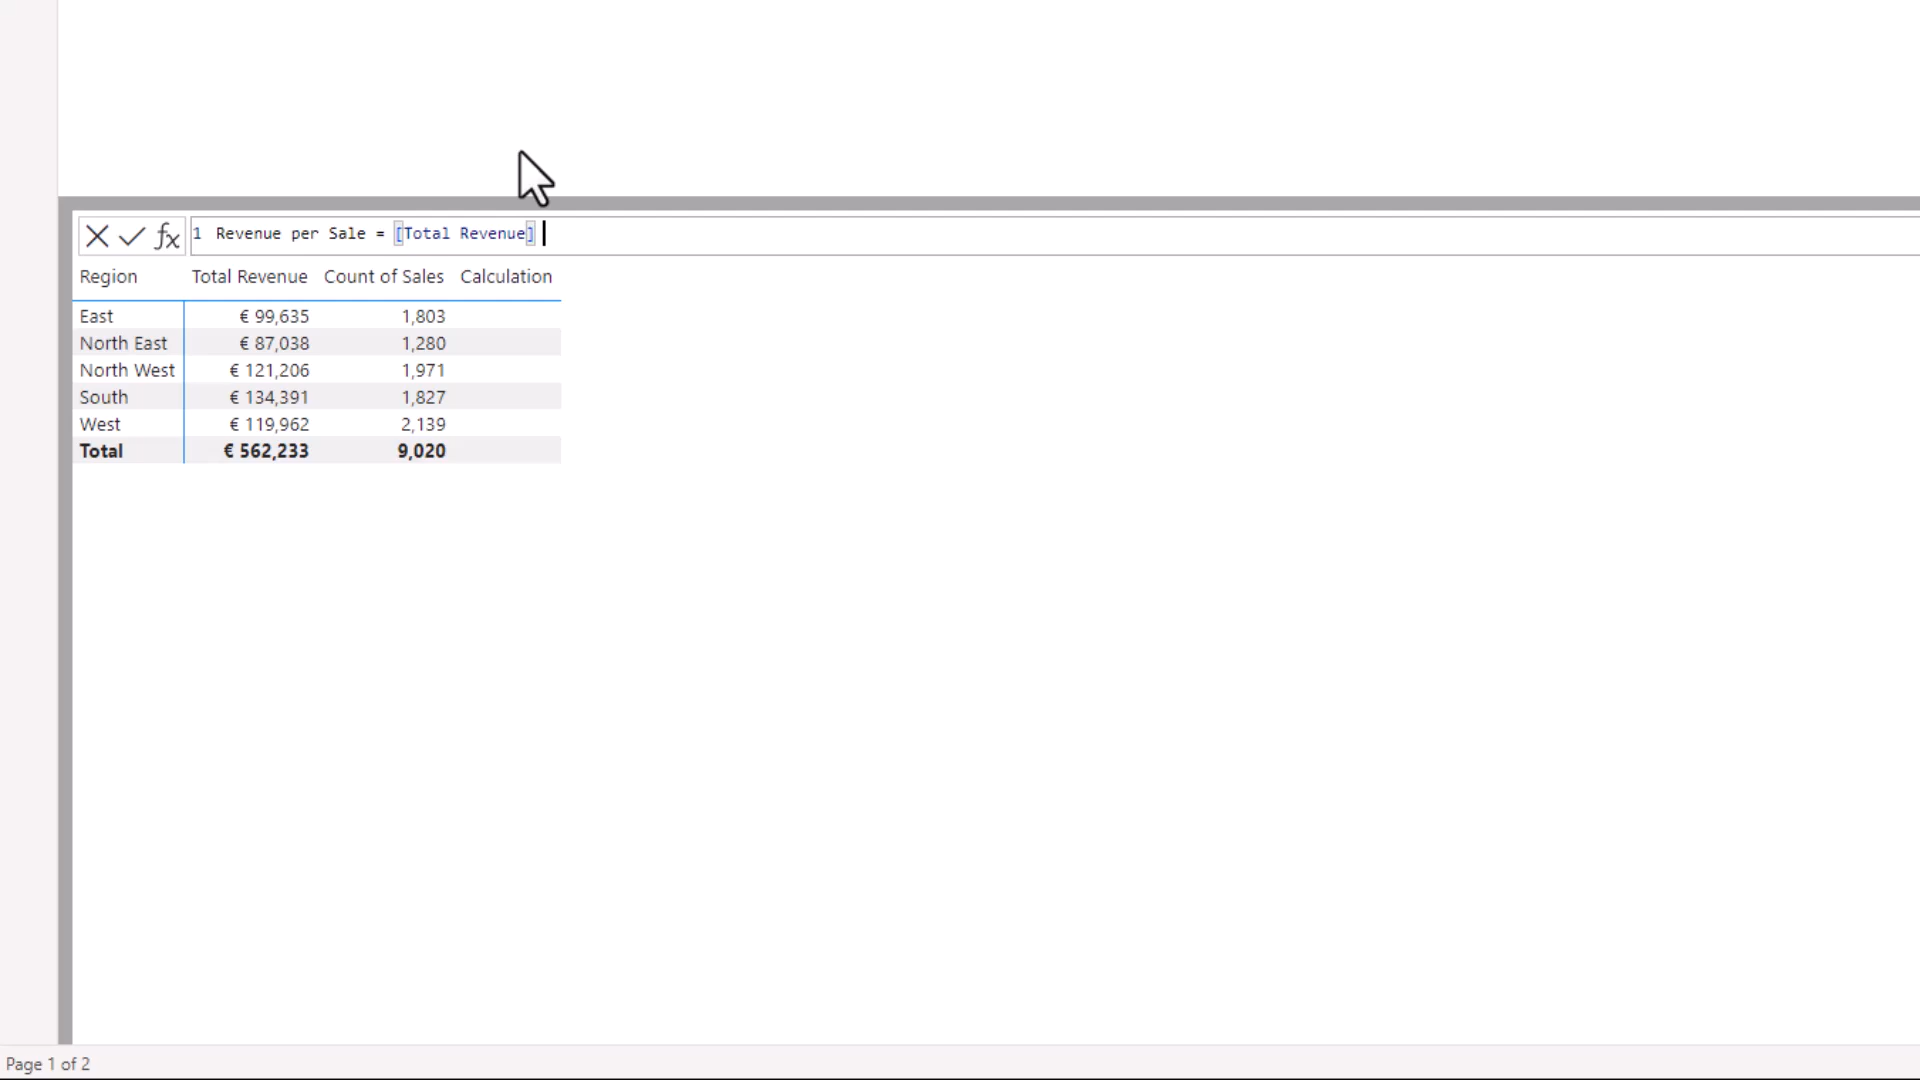 fx 1 Revenue per Sale = [Total Revenue]
Region Total Revenue Count of Sales Calculation
East € 99,635 1,803
North East € 87,038 1,280
North West € 121,206 1,971
South € 134,391 1,827
West € 119,962 2,139
Total € 562,233 9,020
Page 1 of 2